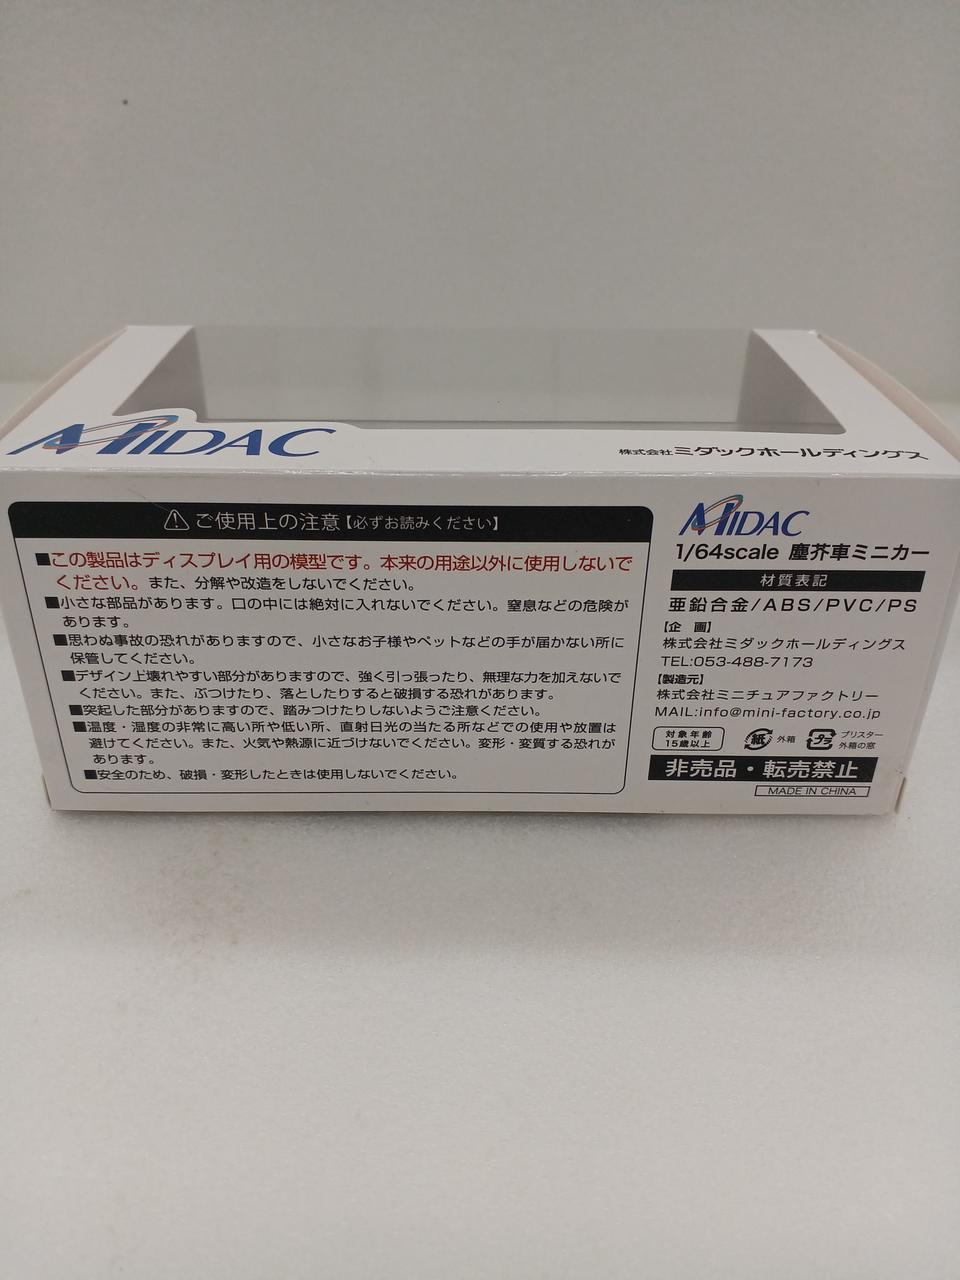 MIDAC
株式会社ミダックホールディングス
⚠ ご使用上の注意【必ずお読みください】
■この製品はディスプレイ用の模型です。本来の用途以外に使用しないで
ください。また、分解や改造をしないでください。
■小さな部品があります。口の中には絶対に入れないでください。窒息などの危険が
あります。
■思わぬ事故の恐れがありますので、小さなお子様やペットなどの手が届かない所に
保管してください。
■デザイン上壊れやすい部分がありますので、強く引っ張ったり、無理な力を加えないで
ください。また、ぶつけたり、落としたりすると破損する恐れがあります。
■突起した部分がありますので、踏みつけたりしないようご注意ください。
■温度・湿度の非常に高い所や低い所、直射日光の当たる所などでの使用や放置は
避けてください。また、火気や熱源に近づけないでください。変形・変質する恐れが
あります。
■安全のため、破損・変形したときは使用しないでください。
MIDAC
1/64scale 塵芥車ミニカー
材質表記
亜鉛合金/ABS/PVC/PS
【企 画】
株式会社ミダックホールディングス
TEL:053-488-7173
【製造元】
株式会社ミニチュアファクトリー
MAIL:info@mini-factory.co.jp
対象年齢
15歳以上
紙 外箱
プラ ブリスター
外箱の窓
非売品・転売禁止
MADE IN CHINA